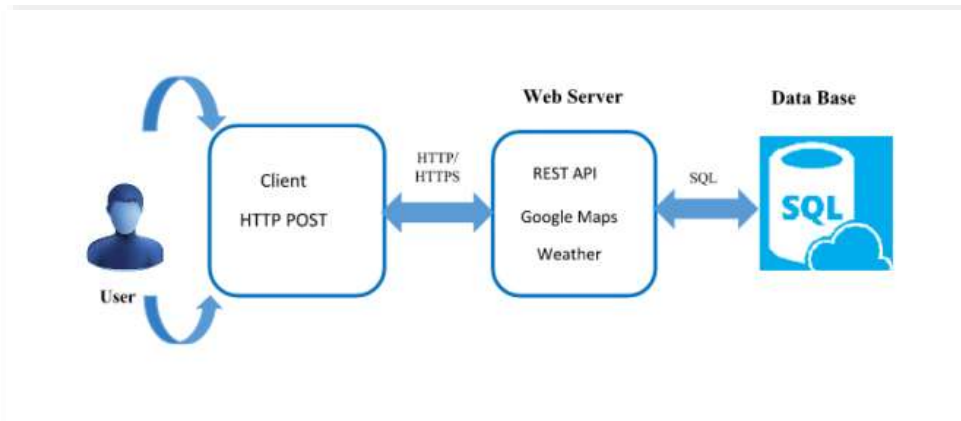 Web Server
Data Base
Client
HTTP POST
HTTP/
HTTPS
REST API
Google Maps
Weather
SQL
SQL
User